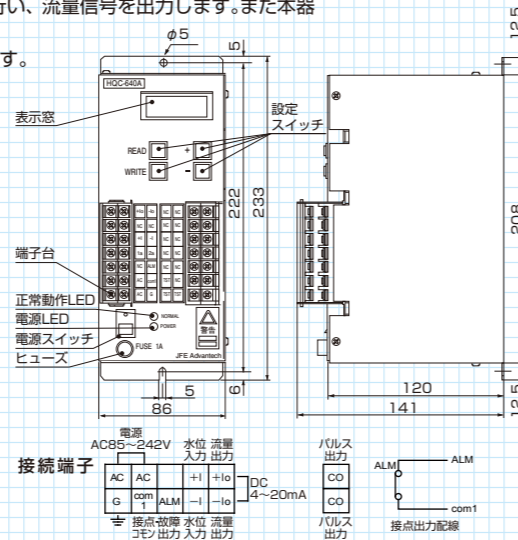 行い、流量信号を出力します。また本器
す。
φ5
5
12.5
HQC-640A
表示窓
設定
スイッチ
READ
+
WRITE
−
222
233
208
端子台
正常動作LED
NORMAL
電源LED
POWER
電源スイッチ
警告
ヒューズ
FUSE 1A
JFE Advantech
5
6
86
120
141
12.5
接続端子
電源
AC85〜242V
水位
入力
流量
出力
AC
AC
+I
+Io
G
com
1
ALM
−I
−Io
DC
4〜20mA
接点
コモン
故障
出力
水位
入力
流量
出力
パルス
出力
CO
CO
パルス
出力
ALM
ALM
com1
接点出力配線